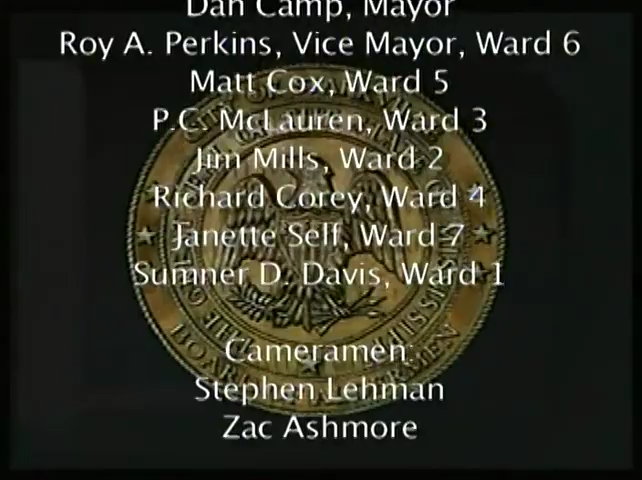 Dan Camp, Mayor
Roy A. Perkins, Vice Mayor, Ward 6
Matt Cox, Ward 5
P.C. McLauren, Ward 3
Jim Mills, Ward 2
Richard Corey, Ward 4
Janette Self, Ward 7
Sumner D. Davis, Ward 1
Cameramen:
Stephen Lehman
Zac Ashmore
BOARD